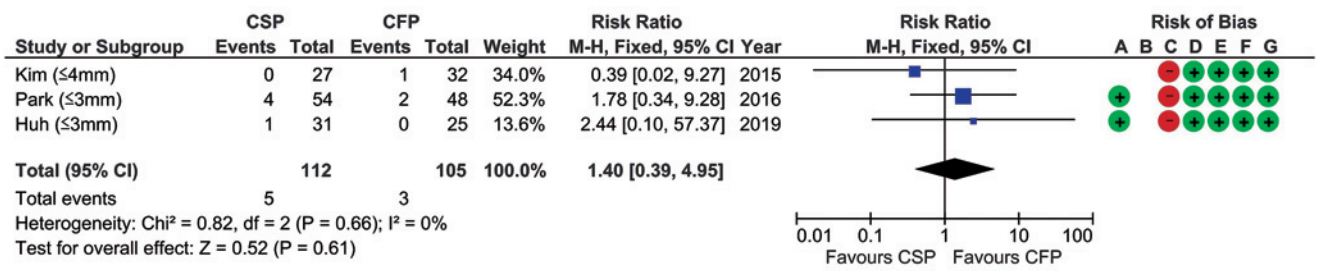 CSP CFP Risk Ratio Risk Ratio Risk of Bias
Study or Subgroup Events Total Events Total Weight M-H, Fixed, 95% CI Year M-H, Fixed, 95% CI A B C D E F G
Kim (≤4mm) 0 27 1 32 34.0% 0.39 [0.02, 9.27] 2015 - + + + +
Park (≤3mm) 4 54 2 48 52.3% 1.78 [0.34, 9.28] 2016 + - + + + +
Huh (≤3mm) 1 31 0 25 13.6% 2.44 [0.10, 57.37] 2019 + - + + + +
Total (95% CI) 112 105 100.0% 1.40 [0.39, 4.95]
Total events 5 3
Heterogeneity: Chi² = 0.82, df = 2 (P = 0.66); I² = 0%
Test for overall effect: Z = 0.52 (P = 0.61)
0.01 0.1 1 10 100
Favours CSP Favours CFP